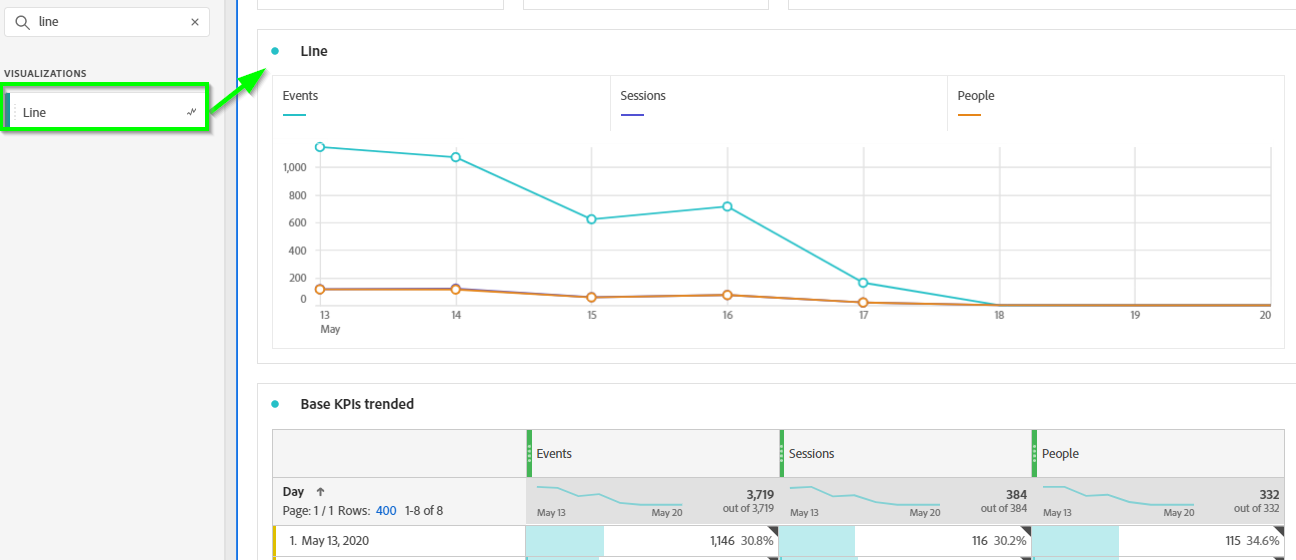 line
VISUALIZATIONS
Line
Line
Events
Sessions
People
1,000
800
600
400
200
0
13 14 15 16 17 18 19 20
May
Base KPIs trended
Events Sessions People
Day
Page: 1 / 1 Rows: 400 1-8 of 8
May 13 May 20 3,719 out of 3,719
May 13 May 20 384 out of 384
May 13 May 20 332 out of 332
1. May 13, 2020 1,146 30.8% 116 30.2% 115 34.6%